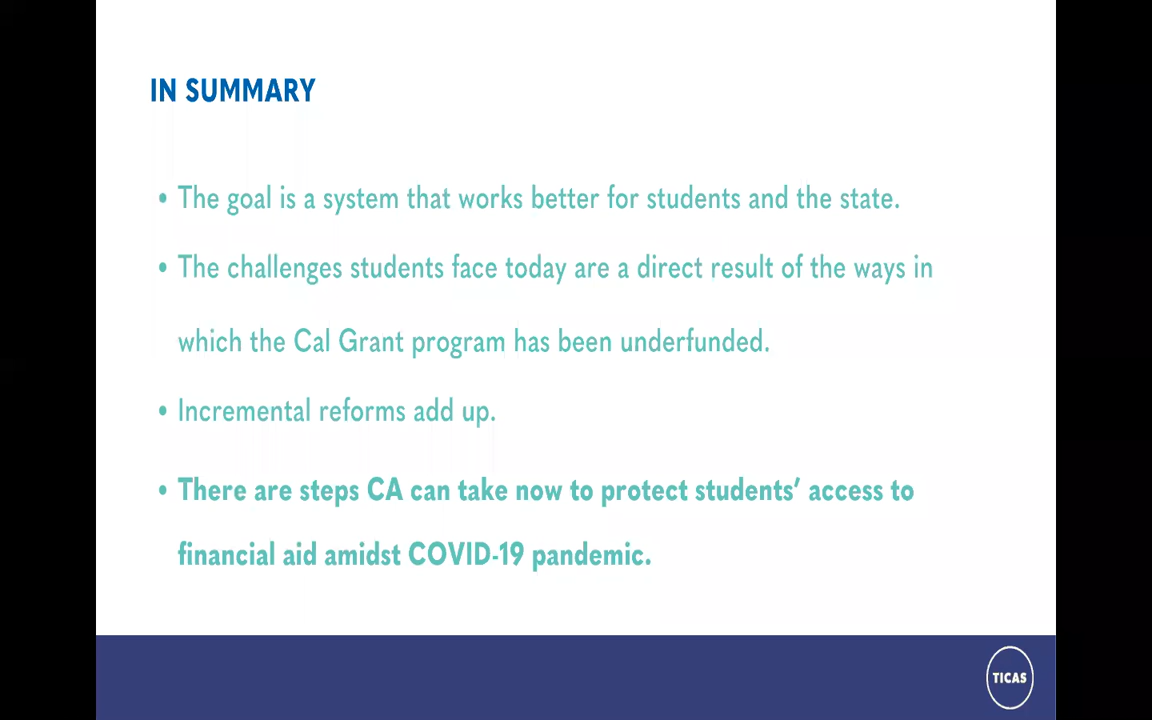 IN SUMMARY
• The goal is a system that works better for students and the state.
• The challenges students face today are a direct result of the ways in
which the Cal Grant program has been underfunded.
• Incremental reforms add up.
• There are steps CA can take now to protect students’ access to
financial aid amidst COVID-19 pandemic.
TICAS